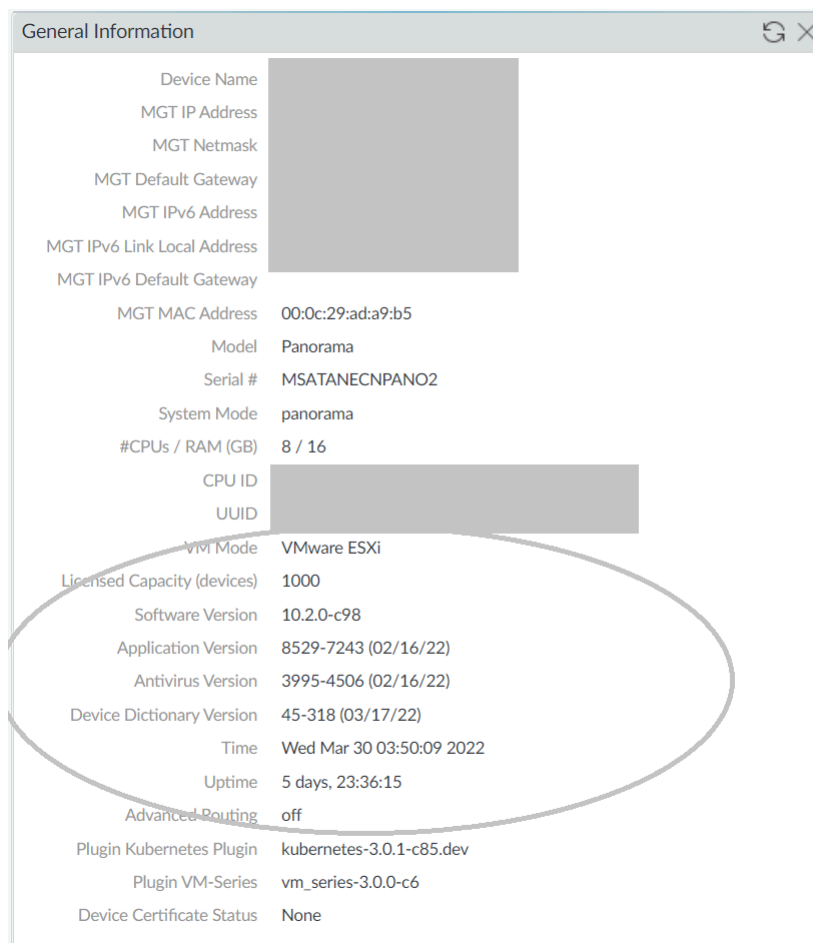 General Information
Device Name
MGT IP Address
MGT Netmask
MGT Default Gateway
MGT IPv6 Address
MGT IPv6 Link Local Address
MGT IPv6 Default Gateway
MGT MAC Address 00:0c:29:ad:a9:b5
Model Panorama
Serial # MSATANECNPANO2
System Mode panorama
#CPUs / RAM (GB) 8 / 16
CPU ID
UUID
VM Mode VMware ESXi
Licensed Capacity (devices) 1000
Software Version 10.2.0-c98
Application Version 8529-7243 (02/16/22)
Antivirus Version 3995-4506 (02/16/22)
Device Dictionary Version 45-318 (03/17/22)
Time Wed Mar 30 03:50:09 2022
Uptime 5 days, 23:36:15
Advanced Routing off
Plugin Kubernetes Plugin kubernetes-3.0.1-c85.dev
Plugin VM-Series vm_series-3.0.0-c6
Device Certificate Status None